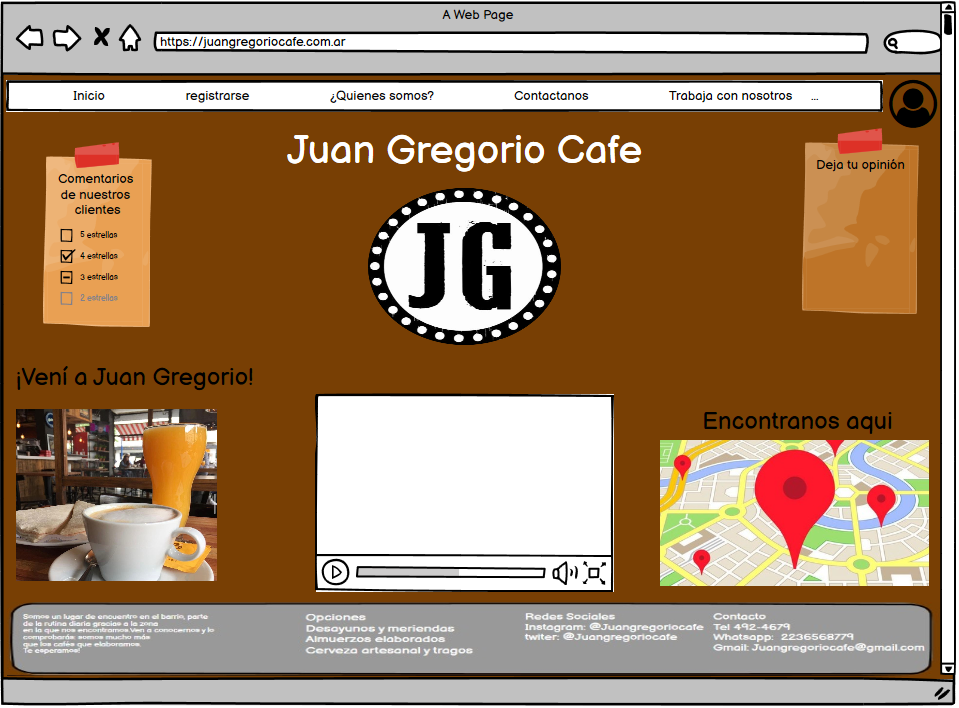 A Web Page
https://juangregoriocafe.com.ar
Inicio
registrarse
¿Quienes somos?
Contactanos
Trabaja con nosotros
...
Juan Gregorio Cafe
Comentarios
de nuestros
clientes
5 estrellas
4 estrellas
3 estrellas
2 estrellas
Deja tu opinión
JG
¡Vení a Juan Gregorio!
Encontranos aqui
Somos un lugar de encuentro en el barrio, parte
de la rutina diaria gracias a la zona
en la que nos encontramos.Ven a conocernos y lo
comprobarás: somos mucho más
que los cafés que elaboramos.
Te esperamos!
Opciones
Desayunos y meriendas
Almuerzos elaborados
Cerveza artesanal y tragos
Redes Sociales
Instagram: @Juangregoriocafe
twiter: @Juangregoriocafe
Contacto
Tel 492-4679
Whatsapp: 2236568779
Gmail: Juangregoriocafe@gmail.com